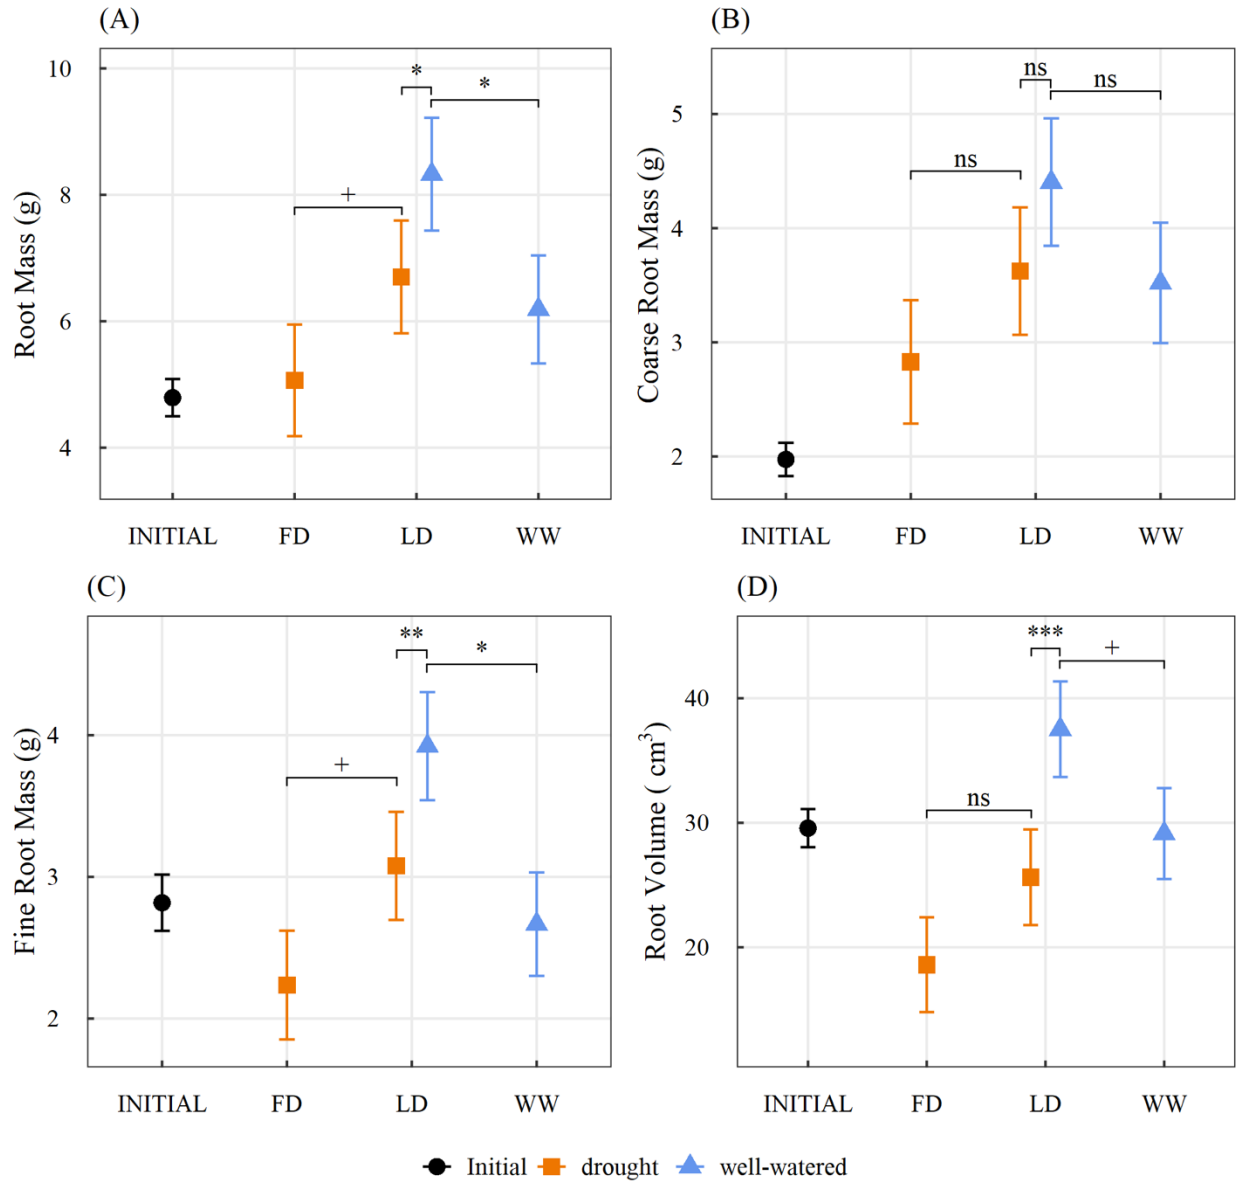 (A)
Root Mass (g)
10
8
6
4
*
*
+
INITIAL FD LD WW
(B)
Coarse Root Mass (g)
5
4
3
2
ns
ns
ns
INITIAL FD LD WW
(C)
Fine Root Mass (g)
4
3
2
**
*
+
INITIAL FD LD WW
(D)
Root Volume ( cm³)
40
30
20
***
+
ns
INITIAL FD LD WW
Initial drought well-watered